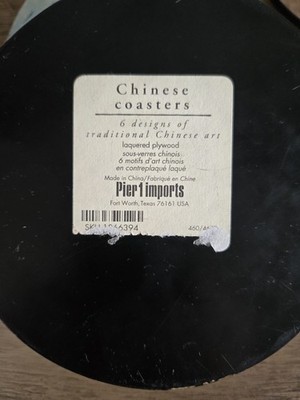 Chinese
coasters
6 designs of
traditional Chinese art
laquered plywood
sous-verres chinois:
6 motifs d'art chinois
en contreplaqué laqué
Made in China/Fabriqué en Chine
Pier 1 imports
Fort Worth, Texas 76161 USA